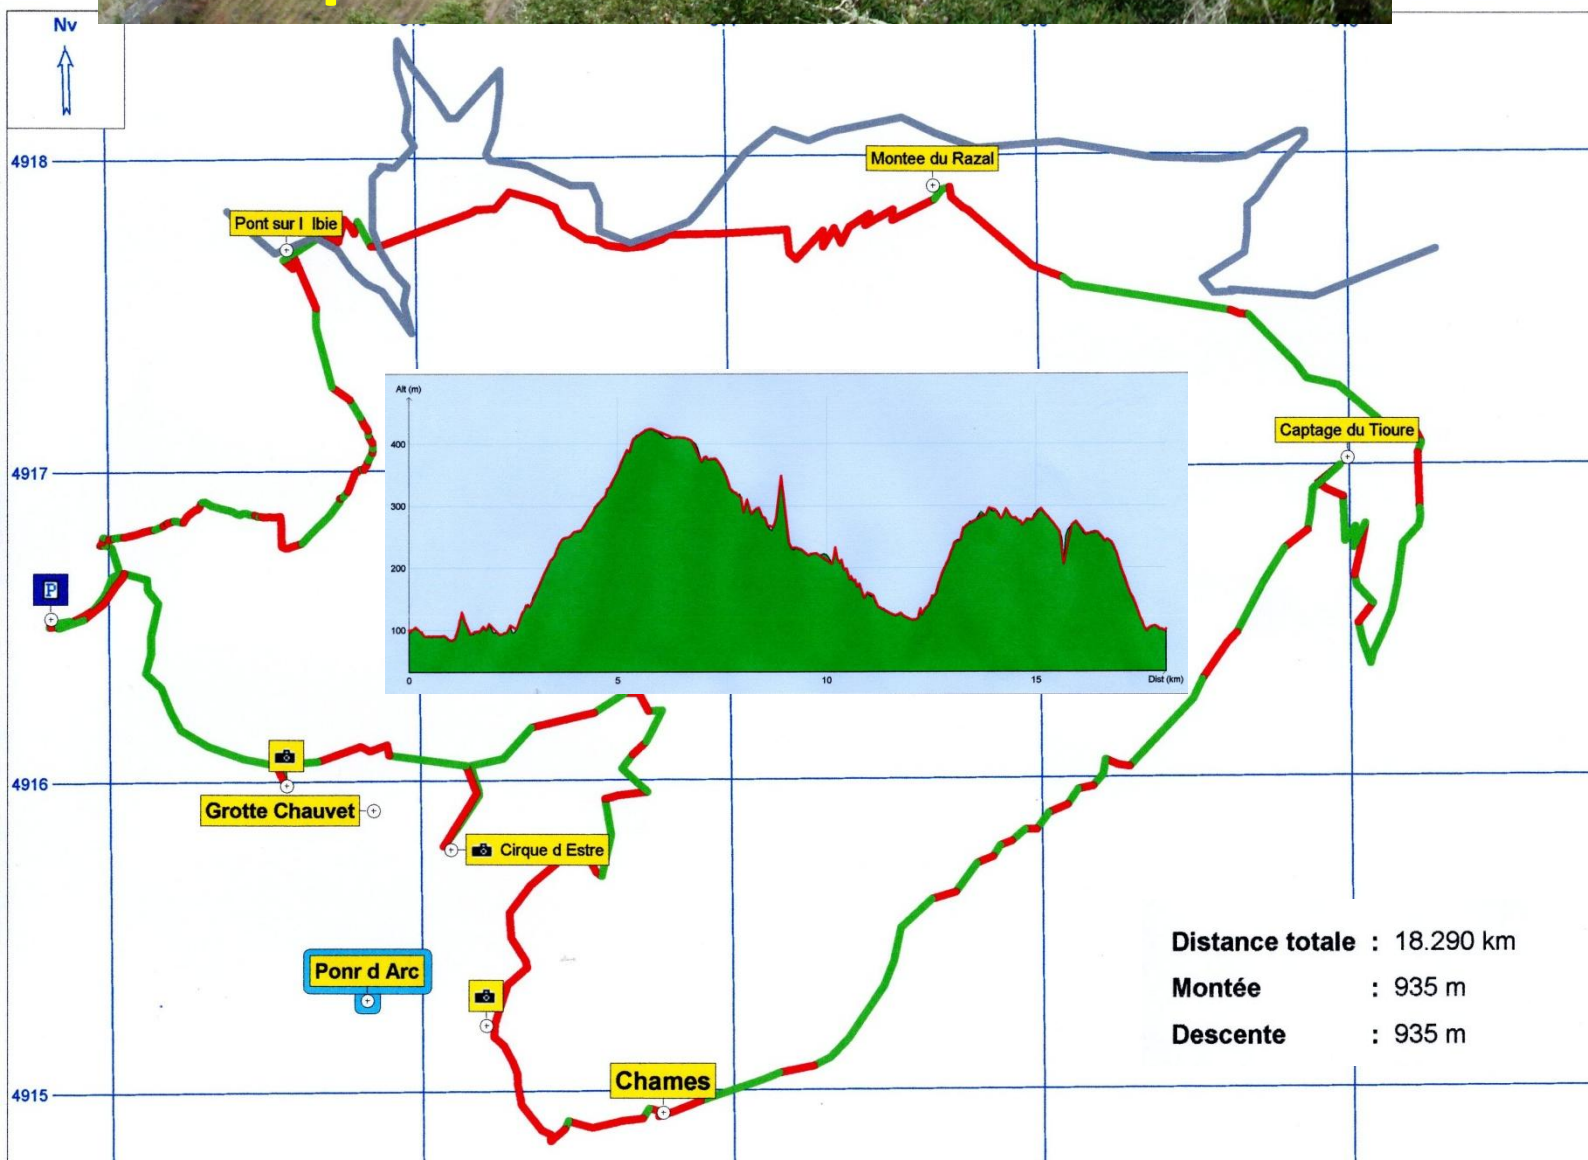 Nv
4918
Montee du Razal
Pont sur l Ibie
Alt (m)
400
300
200
100
0
5
10
15
Dist (km)
Captage du Tioure
4917
P
4916
Grotte Chauvet
Cirque d Estre
Ponr d Arc
Distance totale : 18.290 km
Montée : 935 m
Descente : 935 m
Chames
4915